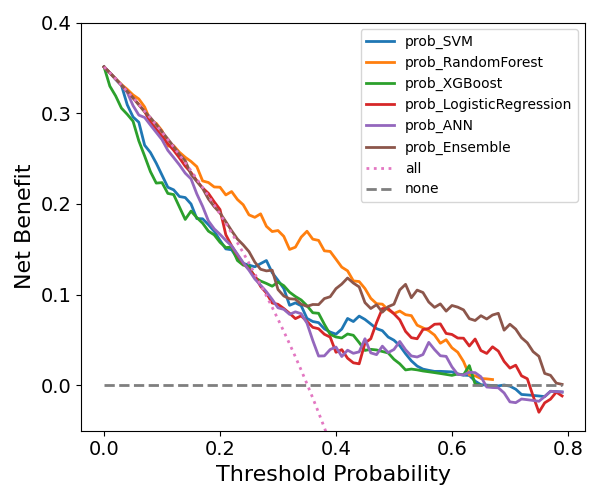 0.4
0.3
0.2
0.1
0.0
Net Benefit
prob_SVM
prob_RandomForest
prob_XGBoost
prob_LogisticRegression
prob_ANN
prob_Ensemble
all
none
0.0 0.2 0.4 0.6 0.8
Threshold Probability